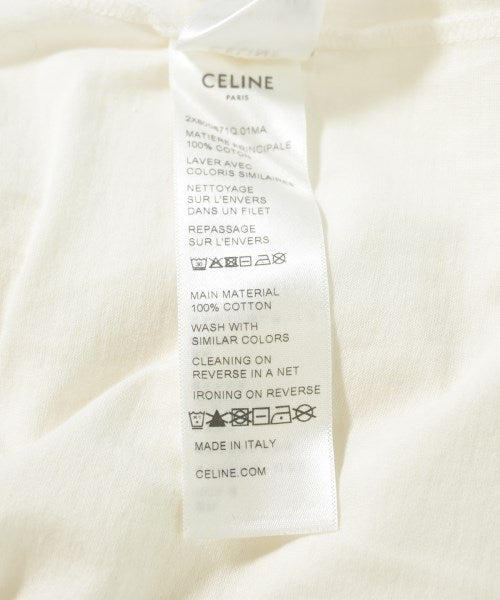 CELINE
PARIS
2X800671Q.01MA
MATIERE PRINCIPALE
100% COTON
LAVER AVEC
COLORIS SIMILAIRES
NETTOYAGE
SUR L'ENVERS
DANS UN FILET
REPASSAGE
SUR L'ENVERS
MAIN MATERIAL
100% COTTON
WASH WITH
SIMILAR COLORS
CLEANING ON
REVERSE IN A NET
IRONING ON REVERSE
MADE IN ITALY
CELINE.COM